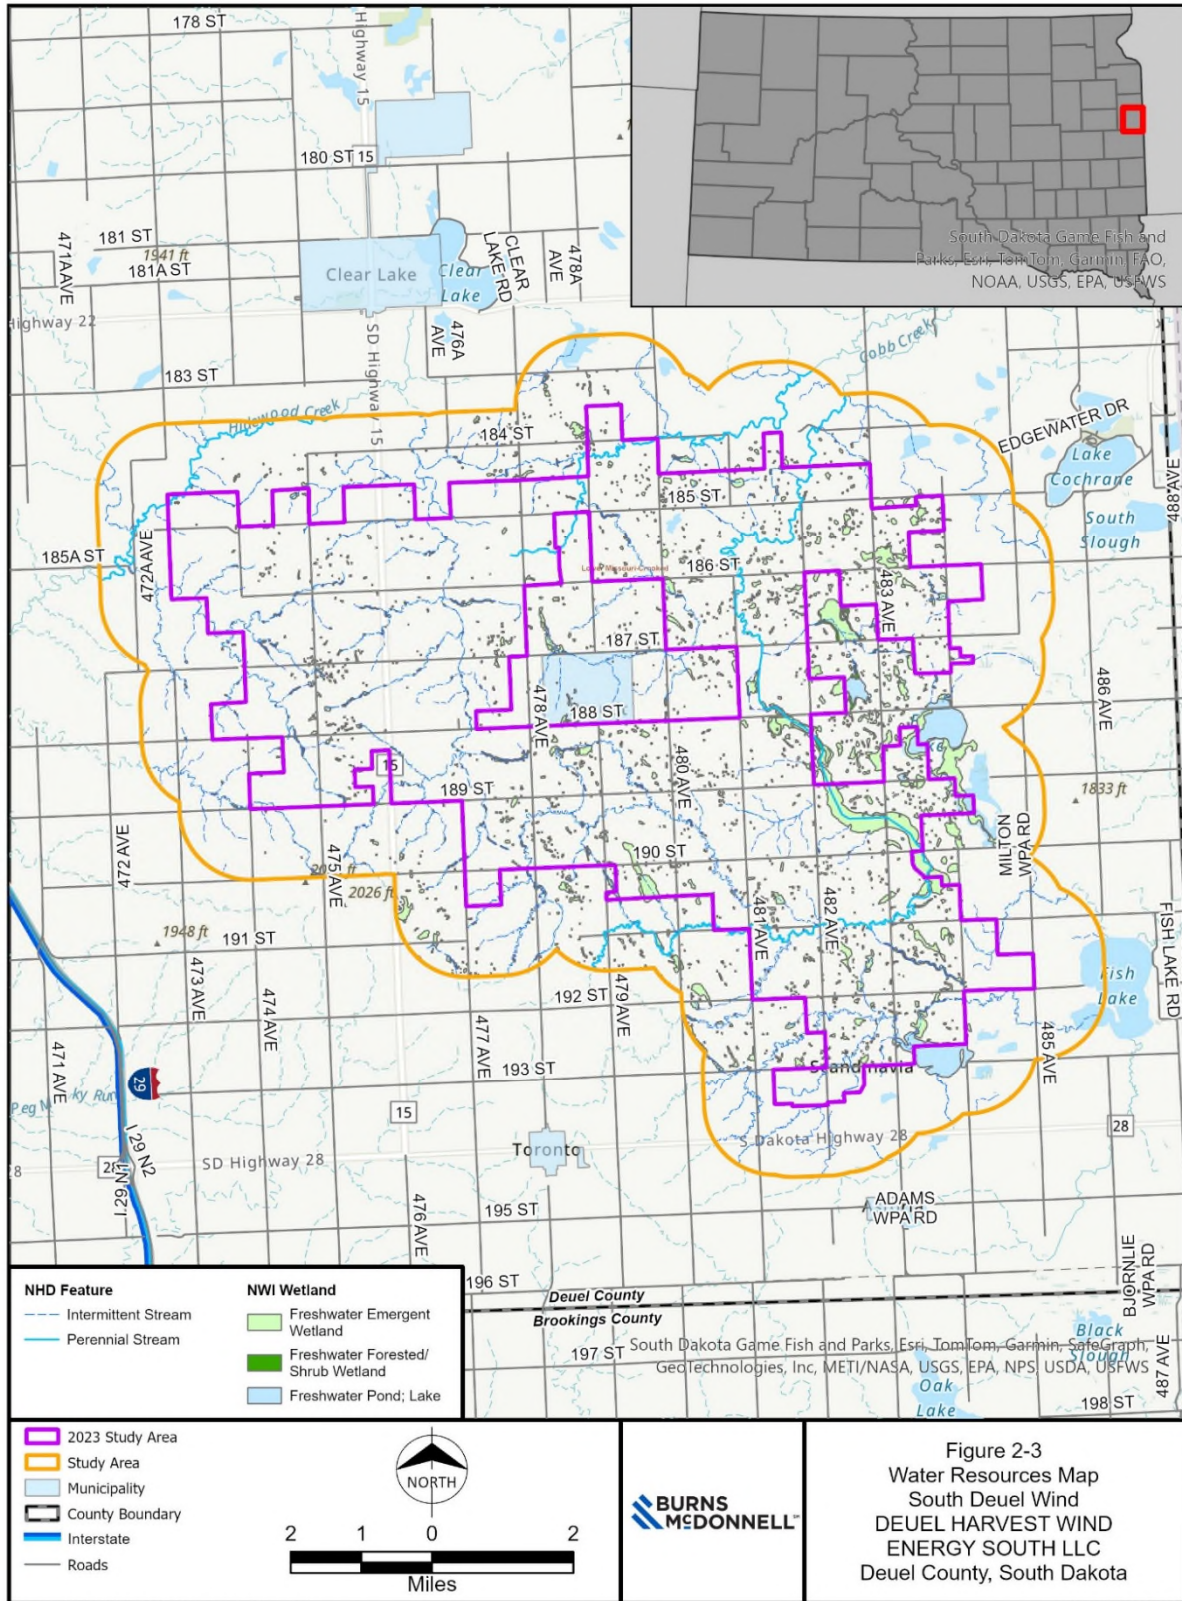 178 ST
Highway 15
180 ST
15
South Dakota Game Fish and
Parks, Esri, TomTom, Garmin, FAO,
NOAA, USGS, EPA, USFWS
471A AVE
181 ST
1941 ft
181A ST
Clear Lake
Clear
Lake
CLEAR
LAKE RD
478A
AVE
Highway 22
SD Highway 15
476A
AVE
183 ST
Cobb Creek
Hidewood Creek
184 ST
EDGEWATER DR
Lake
Cochrane
489 AVE
185 ST
South
Slough
472A AVE
185A ST
186 ST
483 AVE
187 ST
478 AVE
188 ST
486 AVE
15
189 ST
480 AVE
1833 ft
MILTON
WPA RD
472 AVE
475 AVE
2026 ft
190 ST
481 AVE
482 AVE
1948 ft
191 ST
473 AVE
474 AVE
192 ST
479 AVE
Fish
Lake
FISH LAKE RD
471 AVE
477 AVE
193 ST
485 AVE
Scandinavia
29
15
S Dakota Highway 28
28
Toronto
SD Highway 28
28
I 29 N1
I 29 N2
476 AVE
195 ST
ADAMS
WPA RD
196 ST
BJORNLIE
WPA RD
Deuel County
Brookings County
197 ST
South Dakota Game Fish and Parks, Esri, TomTom, Garmin, SafeGraph,
GeoTechnologies, Inc, METI/NASA, USGS, EPA, NPS, USDA, USFWS
Black
Slough
Oak
Lake
487 AVE
198 ST
NHD Feature
Intermittent Stream
Perennial Stream
NWI Wetland
Freshwater Emergent
Wetland
Freshwater Forested/
Shrub Wetland
Freshwater Pond; Lake
2023 Study Area
Study Area
Municipality
County Boundary
Interstate
Roads
NORTH
2 1 0 2
Miles
BURNS
McDONNELL
Figure 2-3
Water Resources Map
South Deuel Wind
DEUEL HARVEST WIND
ENERGY SOUTH LLC
Deuel County, South Dakota